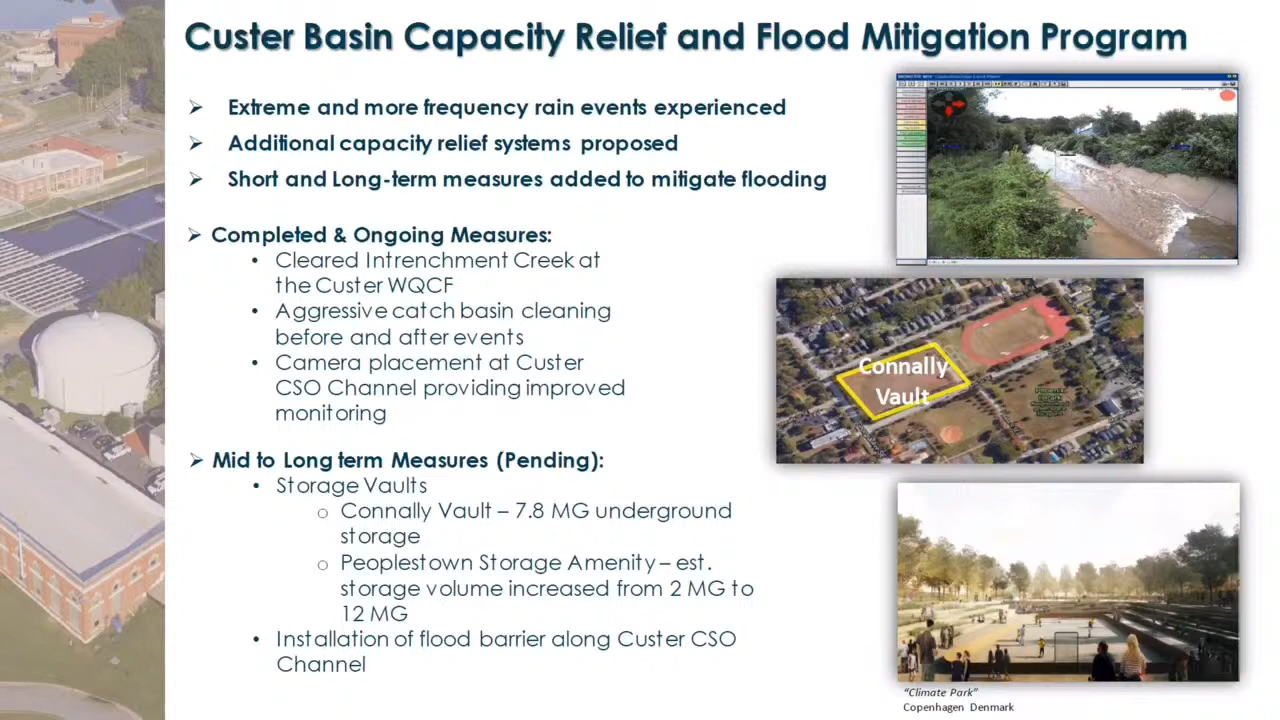 Custer Basin Capacity Relief and Flood Mitigation Program
➢ Extreme and more frequency rain events experienced
➢ Additional capacity relief systems proposed
➢ Short and Long-term measures added to mitigate flooding
➢ Completed & Ongoing Measures:
• Cleared Intrenchment Creek at
the Custer WQCF
• Aggressive catch basin cleaning
before and after events
• Camera placement at Custer
CSO Channel providing improved
monitoring
➢ Mid to Long term Measures (Pending):
• Storage Vaults
○ Connally Vault – 7.8 MG underground
storage
○ Peoplestown Storage Amenity – est.
storage volume increased from 2 MG to
12 MG
• Installation of flood barrier along Custer CSO
Channel
Connally
Vault
"Climate Park"
Copenhagen Denmark